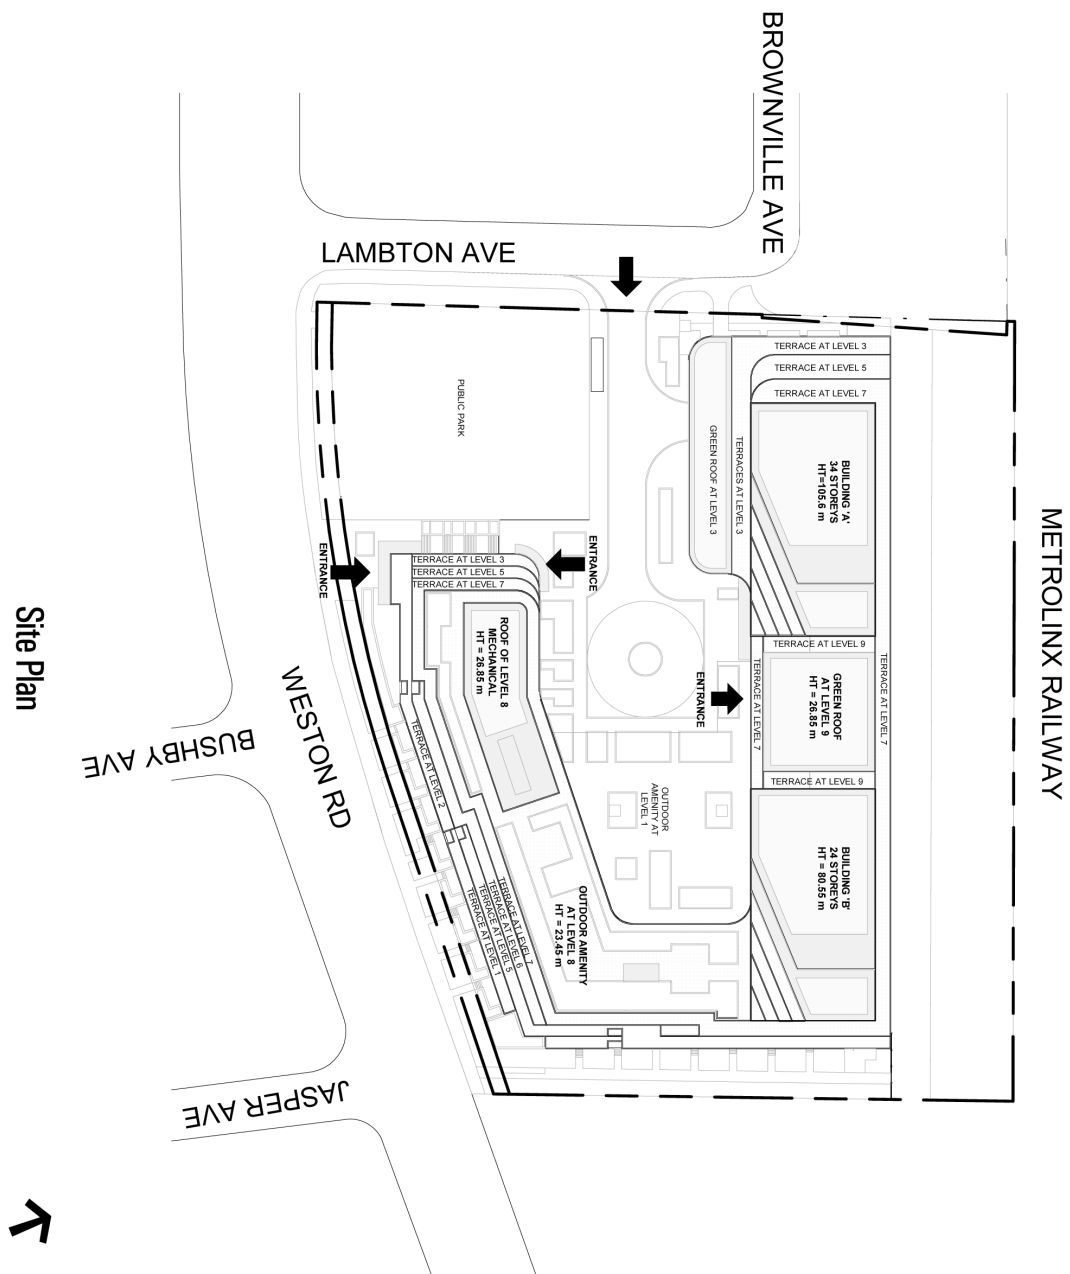 BROWNVILLE AVE
LAMBTON AVE
METROLINX RAILWAY
TERRACE AT LEVEL 3
TERRACE AT LEVEL 5
TERRACE AT LEVEL 7
PUBLIC PARK
GREEN ROOF AT LEVEL 3
TERRACES AT LEVEL 3
BUILDING 'A'
34 STOREYS
HT=105.6 m
ENTRANCE
ENTRANCE
TERRACE AT LEVEL 3
TERRACE AT LEVEL 5
TERRACE AT LEVEL 7
ROOF OF LEVEL 8
MECHANICAL
HT = 26.85 m
TERRACE AT LEVEL 9
GREEN ROOF
AT LEVEL 9
HT = 26.85 m
TERRACE AT LEVEL 7
TERRACE AT LEVEL 7
ENTRANCE
TERRACE AT LEVEL 9
TERRACE AT LEVEL 2
OUTDOOR
AMENITY AT
LEVEL 1
BUILDING 'B'
24 STOREYS
HT = 80.55 m
OUTDOOR AMENITY
AT LEVEL 8
HT = 23.45 m
TERRACE AT LEVEL 7
TERRACE AT LEVEL 6
TERRACE AT LEVEL 5
TERRACE AT LEVEL 1
WESTON RD
BUSHBY AVE
JASPER AVE
Site Plan